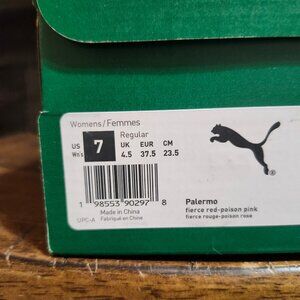 Womens/Femmes
Regular
US UK EUR CM
Wns 7 4.5 37.5 23.5
1 98553 90297 8
UPC-A Made in China
Fabriqué en Chine
Palermo
fierce red-poison pink
fierce rouge-poison rose
®